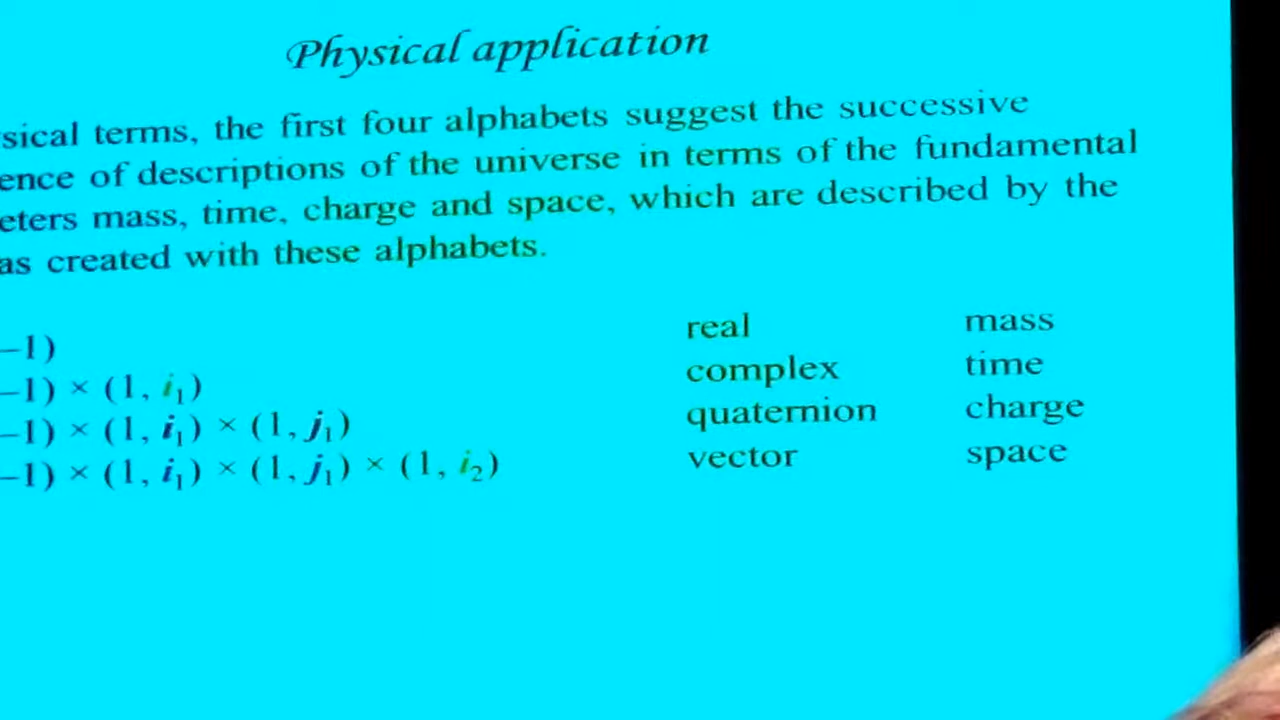 Physical application
sical terms, the first four alphabets suggest the successive
ence of descriptions of the universe in terms of the fundamental
eters mass, time, charge and space, which are described by the
as created with these alphabets.
–1) real mass
–1) × (1, i₁) complex time
–1) × (1, i₁) × (1, j₁) quaternion charge
–1) × (1, i₁) × (1, j₁) × (1, i₂) vector space